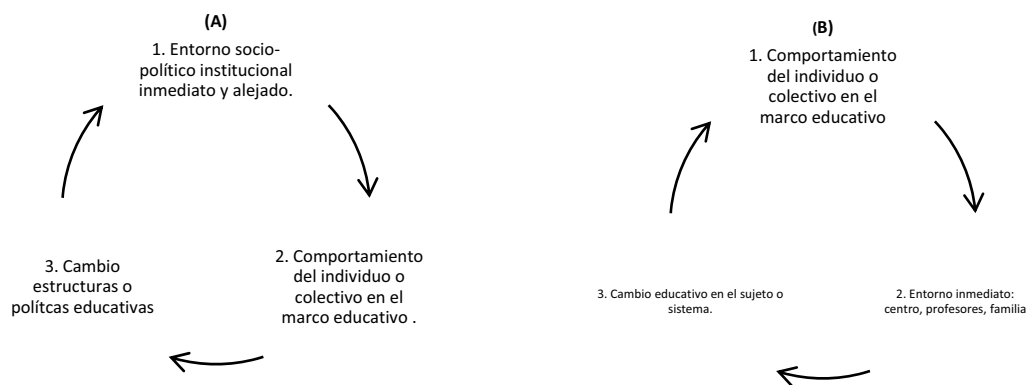 (A)
1. Entorno socio-
político institucional
inmediato y alejado.
2. Comportamiento
del individuo o
colectivo en el
marco educativo .
3. Cambio
estructuras o
polítcas educativas
(B)
1. Comportamiento
del individuo o
colectivo en el
marco educativo
2. Entorno inmediato:
centro, profesores, familia
3. Cambio educativo en el sujeto o
sistema.